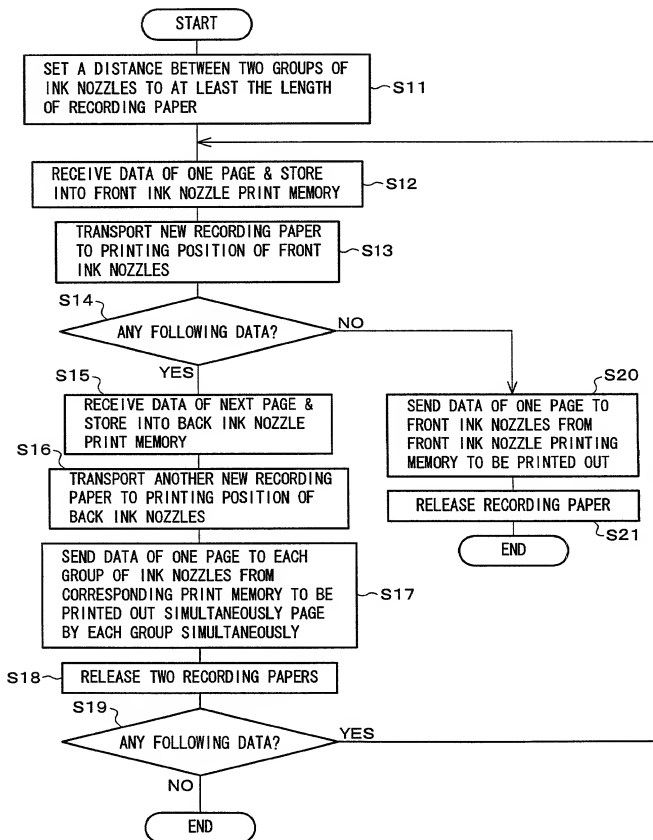 START
SET A DISTANCE BETWEEN TWO GROUPS OF
INK NOZZLES TO AT LEAST THE LENGTH
OF RECORDING PAPER
S11
RECEIVE DATA OF ONE PAGE & STORE
INTO FRONT INK NOZZLE PRINT MEMORY
S12
TRANSPORT NEW RECORDING PAPER
TO PRINTING POSITION OF FRONT
INK NOZZLES
S13
S14
ANY FOLLOWING DATA?
NO
YES
S15
RECEIVE DATA OF NEXT PAGE &
STORE INTO BACK INK NOZZLE
PRINT MEMORY
S16
TRANSPORT ANOTHER NEW RECORDING
PAPER TO PRINTING POSITION OF
BACK INK NOZZLES
SEND DATA OF ONE PAGE TO EACH
GROUP OF INK NOZZLES FROM
CORRESPONDING PRINT MEMORY TO BE
PRINTED OUT SIMULTANEOUSLY PAGE
BY EACH GROUP SIMULTANEOUSLY
S17
S18
RELEASE TWO RECORDING PAPERS
S19
ANY FOLLOWING DATA?
YES
NO
END
S20
SEND DATA OF ONE PAGE TO
FRONT INK NOZZLES FROM
FRONT INK NOZZLE PRINTING
MEMORY TO BE PRINTED OUT
RELEASE RECORDING PAPER
S21
END